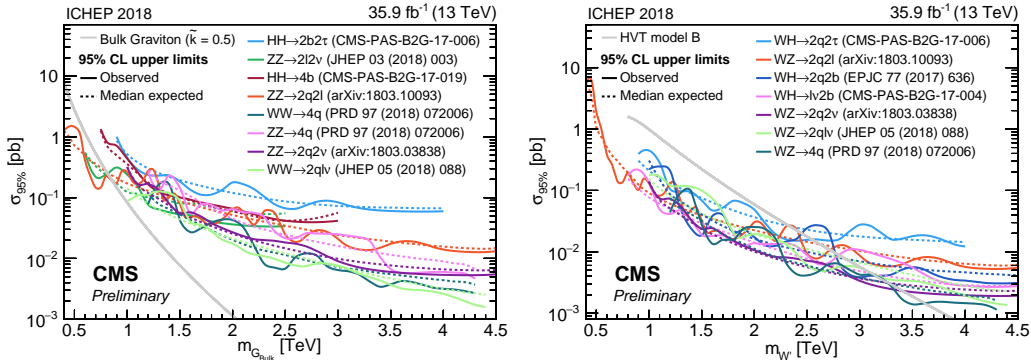 ICHEP 2018
35.9 fb⁻¹ (13 TeV)
Bulk Graviton (k̃ = 0.5)
95% CL upper limits
Observed
Median expected
HH→2b2τ (CMS-PAS-B2G-17-006)
ZZ→2l2ν (JHEP 03 (2018) 003)
HH→4b (CMS-PAS-B2G-17-019)
ZZ→2q2l (arXiv:1803.10093)
WW→4q (PRD 97 (2018) 072006)
ZZ→4q (PRD 97 (2018) 072006)
ZZ→2q2ν (arXiv:1803.03838)
WW→2qlν (JHEP 05 (2018) 088)
σ95% [pb]
10
1
10⁻¹
10⁻²
10⁻³
CMS
Preliminary
0.5 1 1.5 2 2.5 3 3.5 4 4.5
m_G_Bulk [TeV]
ICHEP 2018
35.9 fb⁻¹ (13 TeV)
HVT model B
95% CL upper limits
Observed
Median expected
WH→2q2τ (CMS-PAS-B2G-17-006)
WZ→2q2l (arXiv:1803.10093)
WH→2q2b (EPJC 77 (2017) 636)
WH→lν2b (CMS-PAS-B2G-17-004)
WZ→2q2ν (arXiv:1803.03838)
WZ→2qlν (JHEP 05 (2018) 088)
WZ→4q (PRD 97 (2018) 072006)
σ95% [pb]
10
1
10⁻¹
10⁻²
10⁻³
CMS
Preliminary
0.5 1 1.5 2 2.5 3 3.5 4 4.5
m_W' [TeV]